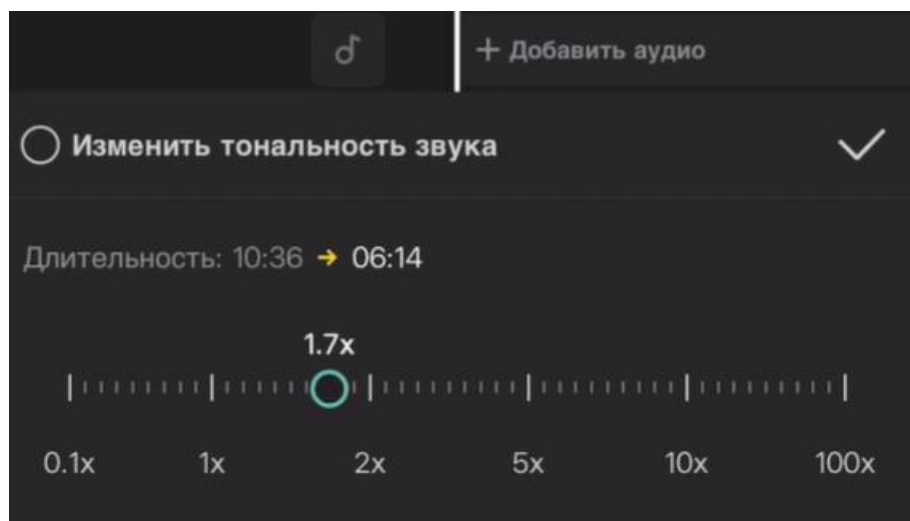 + Добавить аудио
Изменить тональность звука
Длительность: 10:36 → 06:14
1.7x
0.1x 1x 2x 5x 10x 100x